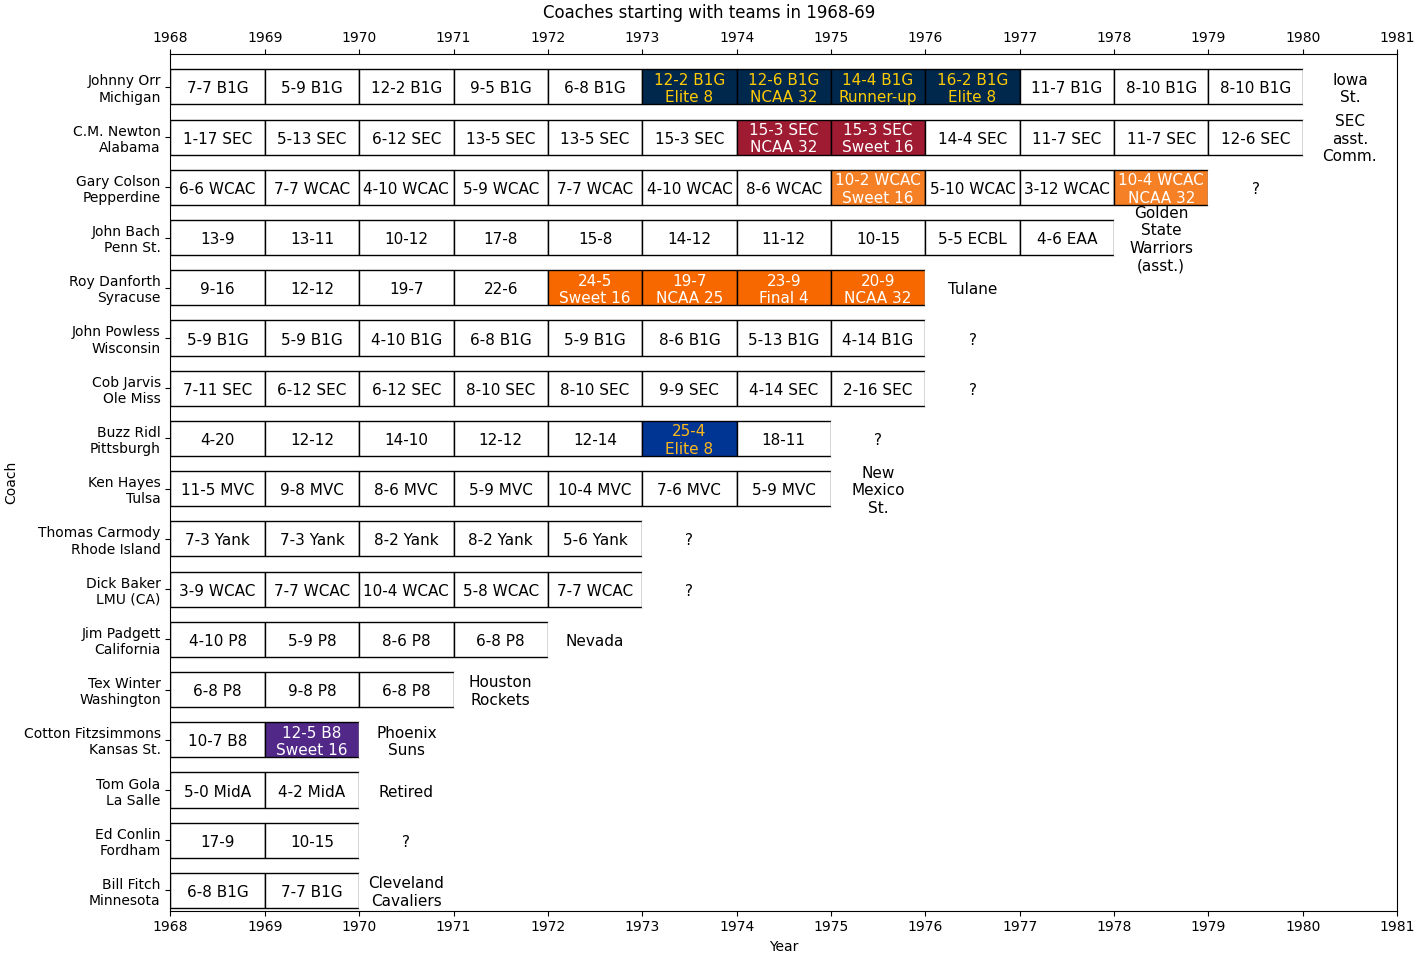 Coaches starting with teams in 1968-69
1968 1969 1970 1971 1972 1973 1974 1975 1976 1977 1978 1979 1980 1981
Johnny Orr
Michigan
7-7 B1G 5-9 B1G 12-2 B1G 9-5 B1G 6-8 B1G 12-2 B1G 12-6 B1G 14-4 B1G 16-2 B1G 11-7 B1G 8-10 B1G 8-10 B1G
Elite 8 NCAA 32 Runner-up Elite 8
Iowa
St.
C.M. Newton
Alabama
1-17 SEC 5-13 SEC 6-12 SEC 13-5 SEC 13-5 SEC 15-3 SEC 15-3 SEC 15-3 SEC 14-4 SEC 11-7 SEC 11-7 SEC 12-6 SEC
NCAA 32 Sweet 16
SEC
asst.
Comm.
Gary Colson
Pepperdine
6-6 WCAC 7-7 WCAC 4-10 WCAC 5-9 WCAC 7-7 WCAC 4-10 WCAC 8-6 WCAC 10-2 WCAC 5-10 WCAC 3-12 WCAC 10-4 WCAC ?
Sweet 16 NCAA 32
John Bach
Penn St.
13-9 13-11 10-12 17-8 15-8 14-12 11-12 10-15 5-5 ECBL 4-6 EAA
Golden
State
Warriors
(asst.)
Roy Danforth
Syracuse
9-16 12-12 19-7 22-6 24-5 19-7 23-9 20-9 Tulane
Sweet 16 NCAA 25 Final 4 NCAA 32
John Powless
Wisconsin
5-9 B1G 5-9 B1G 4-10 B1G 6-8 B1G 5-9 B1G 8-6 B1G 5-13 B1G 4-14 B1G ?
Cob Jarvis
Ole Miss
7-11 SEC 6-12 SEC 6-12 SEC 8-10 SEC 8-10 SEC 9-9 SEC 4-14 SEC 2-16 SEC ?
Buzz Ridl
Pittsburgh
4-20 12-12 14-10 12-12 12-14 25-4 18-11 ?
Elite 8
Ken Hayes
Tulsa
11-5 MVC 9-8 MVC 8-6 MVC 5-9 MVC 10-4 MVC 7-6 MVC 5-9 MVC
New
Mexico
St.
Thomas Carmody
Rhode Island
7-3 Yank 7-3 Yank 8-2 Yank 8-2 Yank 5-6 Yank ?
Dick Baker
LMU (CA)
3-9 WCAC 7-7 WCAC 10-4 WCAC 5-8 WCAC 7-7 WCAC ?
Jim Padgett
California
4-10 P8 5-9 P8 8-6 P8 6-8 P8 Nevada
Tex Winter
Washington
6-8 P8 9-8 P8 6-8 P8
Houston
Rockets
Cotton Fitzsimmons
Kansas St.
10-7 B8 12-5 B8
Sweet 16
Phoenix
Suns
Tom Gola
La Salle
5-0 MidA 4-2 MidA Retired
Ed Conlin
Fordham
17-9 10-15 ?
Bill Fitch
Minnesota
6-8 B1G 7-7 B1G
Cleveland
Cavaliers
1968 1969 1970 1971 1972 1973 1974 1975 1976 1977 1978 1979 1980 1981
Year
Coach